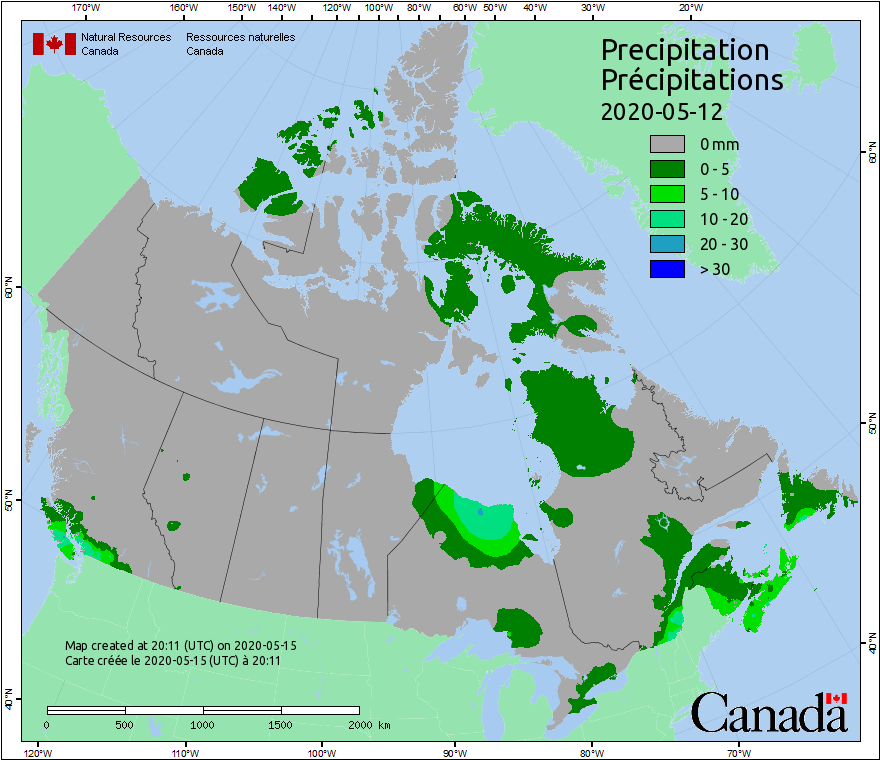 170°W 160°W 150°W 140°W 130°W 120°W 110°W 100°W 90°W 80°W 60°W 50°W 40°W 30°W 20°W
Natural Resources Ressources naturelles
Canada Canada
Precipitation
Précipitations
2020-05-12
0 mm
0 - 5
5 - 10
10 - 20
20 - 30
> 30
60°N
60°N
50°N
50°N
40°N
40°N
Map created at 20:11 (UTC) on 2020-05-15
Carte créée le 2020-05-15 (UTC) à 20:11
0 500 1000 1500 2000 km
Canada
120°W 110°W 100°W 90°W 80°W 70°W